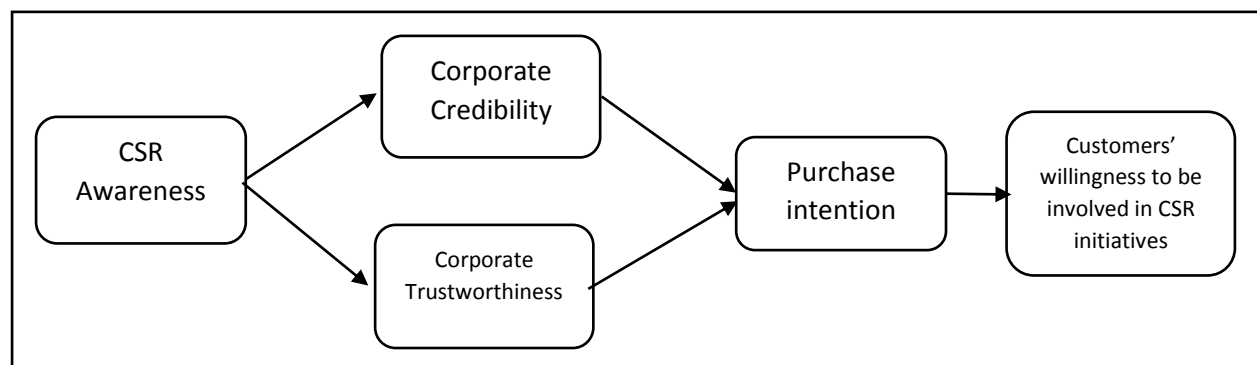 CSR
Awareness
Corporate
Credibility
Corporate
Trustworthiness
Purchase
intention
Customers’
willingness to be
involved in CSR
initiatives